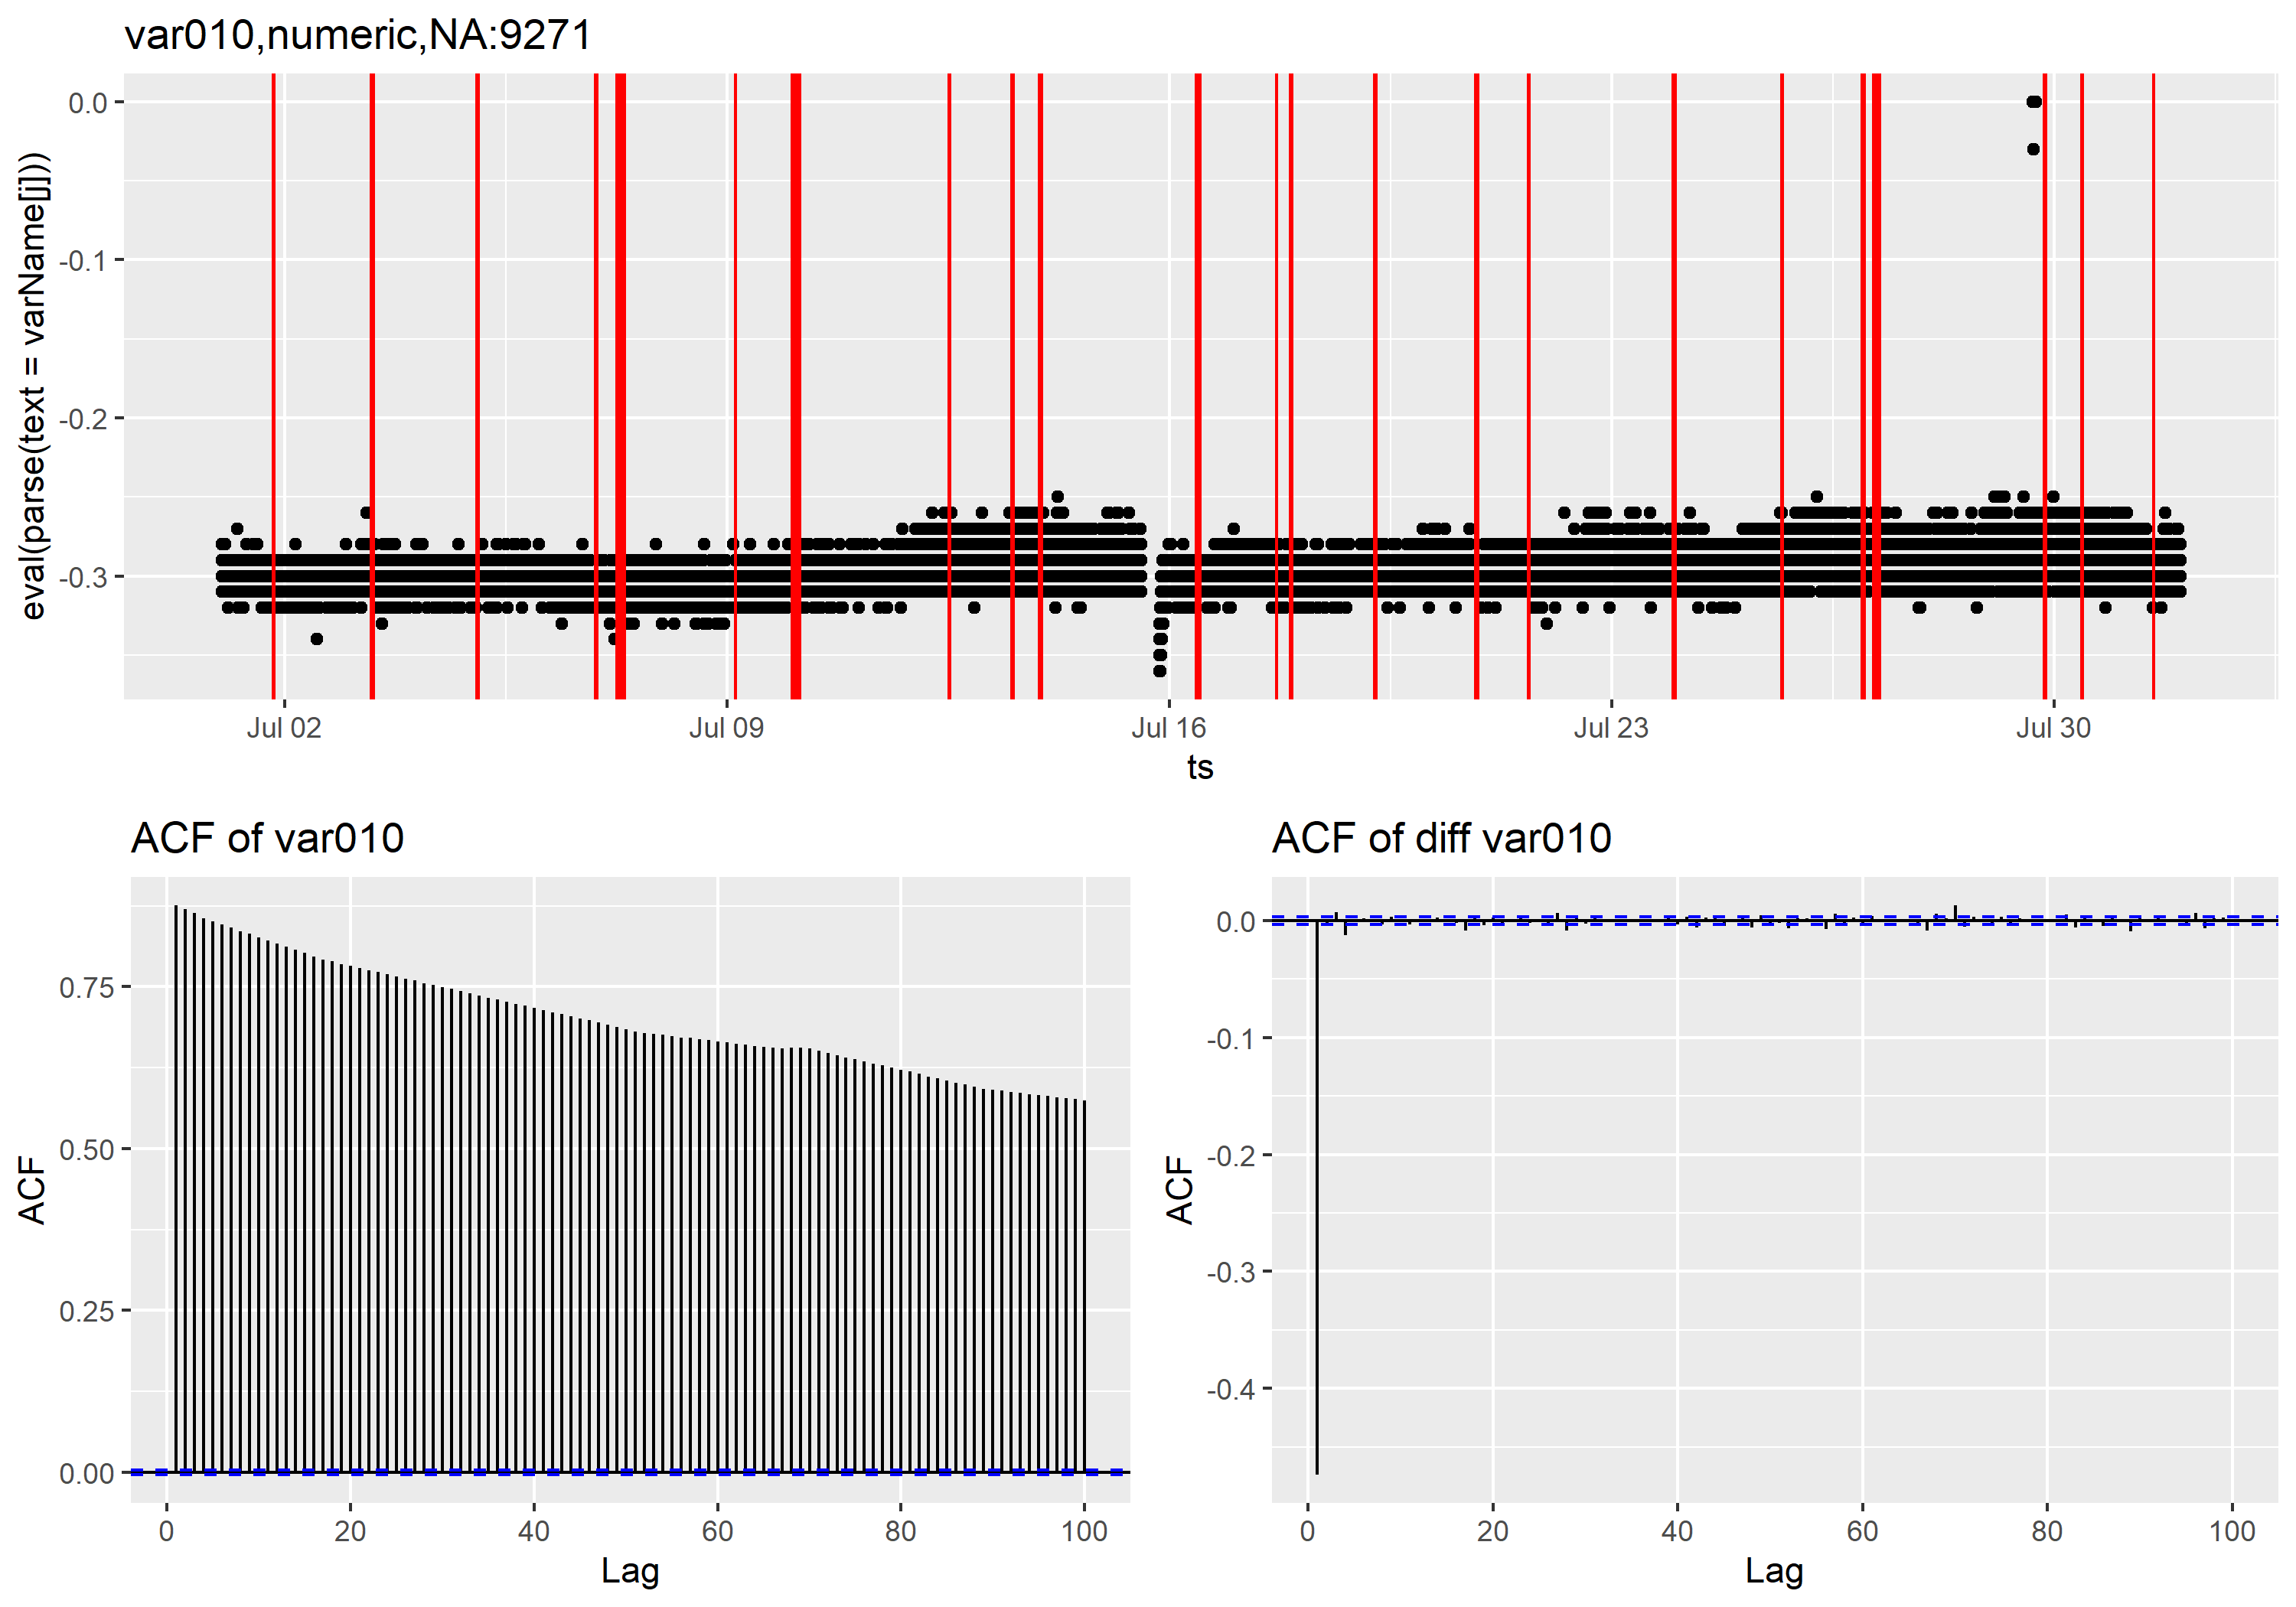 var010,numeric,NA:9271
eval(parse(text = varName[j]))
0.0
-0.1
-0.2
-0.3
Jul 02
Jul 09
Jul 16
Jul 23
Jul 30
ts
ACF of var010
ACF
0.75
0.50
0.25
0.00
0
20
40
60
80
100
Lag
ACF of diff var010
ACF
0.0
-0.1
-0.2
-0.3
-0.4
0
20
40
60
80
100
Lag